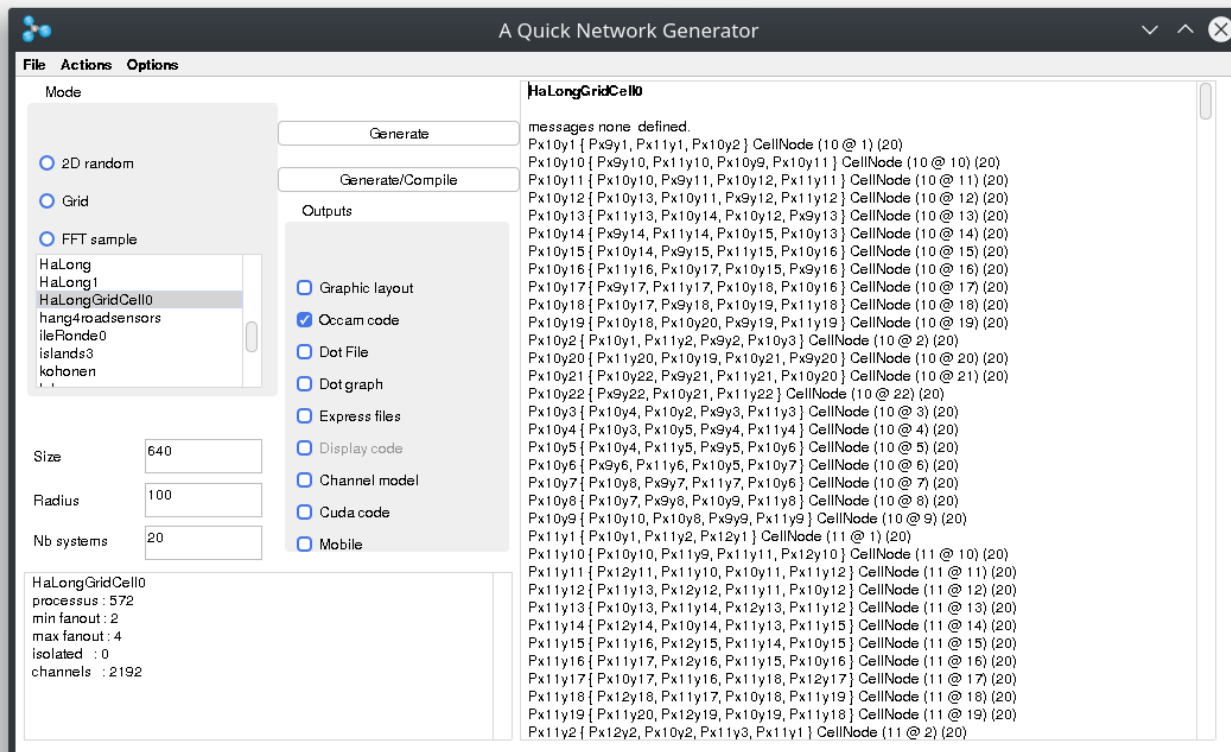 A Quick Network Generator
File Actions Options
Mode
2D random
Grid
FFT sample
HaLong
HaLong1
HaLongGridCell0
hang4roadsensors
ileRonde0
islands3
kohonen
Size 640
Radius 100
Nb systems 20
Generate
Generate/Compile
Outputs
Graphic layout
Occam code
Dot File
Dot graph
Express files
Display code
Channel model
Cuda code
Mobile
HaLongGridCell0
processus : 572
min fanout : 2
max fanout : 4
isolated : 0
channels : 2192
HaLongGridCell0
messages none defined.
Px10y1 { Px9y1, Px11y1, Px10y2 } CellNode (10 @ 1) (20)
Px10y10 { Px9y10, Px11y10, Px10y9, Px10y11 } CellNode (10 @ 10) (20)
Px10y11 { Px10y10, Px9y11, Px10y12, Px11y11 } CellNode (10 @ 11) (20)
Px10y12 { Px10y13, Px10y11, Px9y12, Px11y12 } CellNode (10 @ 12) (20)
Px10y13 { Px11y13, Px10y14, Px10y12, Px9y13 } CellNode (10 @ 13) (20)
Px10y14 { Px9y14, Px11y14, Px10y15, Px10y13 } CellNode (10 @ 14) (20)
Px10y15 { Px10y14, Px9y15, Px11y15, Px10y16 } CellNode (10 @ 15) (20)
Px10y16 { Px11y16, Px10y17, Px10y15, Px9y16 } CellNode (10 @ 16) (20)
Px10y17 { Px9y17, Px11y17, Px10y18, Px10y16 } CellNode (10 @ 17) (20)
Px10y18 { Px10y17, Px9y18, Px10y19, Px11y18 } CellNode (10 @ 18) (20)
Px10y19 { Px10y18, Px10y20, Px9y19, Px11y19 } CellNode (10 @ 19) (20)
Px10y2 { Px10y1, Px11y2, Px9y2, Px10y3 } CellNode (10 @ 2) (20)
Px10y20 { Px11y20, Px10y19, Px10y21, Px9y20 } CellNode (10 @ 20) (20)
Px10y21 { Px10y22, Px9y21, Px11y21, Px10y20 } CellNode (10 @ 21) (20)
Px10y22 { Px9y22, Px10y21, Px11y22 } CellNode (10 @ 22) (20)
Px10y3 { Px10y4, Px10y2, Px9y3, Px11y3 } CellNode (10 @ 3) (20)
Px10y4 { Px10y3, Px10y5, Px9y4, Px11y4 } CellNode (10 @ 4) (20)
Px10y5 { Px10y4, Px11y5, Px9y5, Px10y6 } CellNode (10 @ 5) (20)
Px10y6 { Px9y6, Px11y6, Px10y5, Px10y7 } CellNode (10 @ 6) (20)
Px10y7 { Px10y8, Px9y7, Px11y7, Px10y6 } CellNode (10 @ 7) (20)
Px10y8 { Px10y7, Px9y8, Px10y9, Px11y8 } CellNode (10 @ 8) (20)
Px10y9 { Px10y10, Px10y8, Px9y9, Px11y9 } CellNode (10 @ 9) (20)
Px11y1 { Px10y1, Px11y2, Px12y1 } CellNode (11 @ 1) (20)
Px11y10 { Px10y10, Px11y9, Px11y11, Px12y10 } CellNode (11 @ 10) (20)
Px11y11 { Px12y11, Px11y10, Px10y11, Px11y12 } CellNode (11 @ 11) (20)
Px11y12 { Px11y13, Px12y12, Px11y11, Px10y12 } CellNode (11 @ 12) (20)
Px11y13 { Px10y13, Px11y14, Px12y13, Px11y12 } CellNode (11 @ 13) (20)
Px11y14 { Px12y14, Px10y14, Px11y13, Px11y15 } CellNode (11 @ 14) (20)
Px11y15 { Px11y16, Px12y15, Px11y14, Px10y15 } CellNode (11 @ 15) (20)
Px11y16 { Px11y17, Px12y16, Px11y15, Px10y16 } CellNode (11 @ 16) (20)
Px11y17 { Px10y17, Px11y16, Px11y18, Px12y17 } CellNode (11 @ 17) (20)
Px11y18 { Px12y18, Px11y17, Px10y18, Px11y19 } CellNode (11 @ 18) (20)
Px11y19 { Px11y20, Px12y19, Px10y19, Px11y18 } CellNode (11 @ 19) (20)
Px11y2 { Px12y2, Px10y2, Px11y3, Px11y1 } CellNode (11 @ 2) (20)